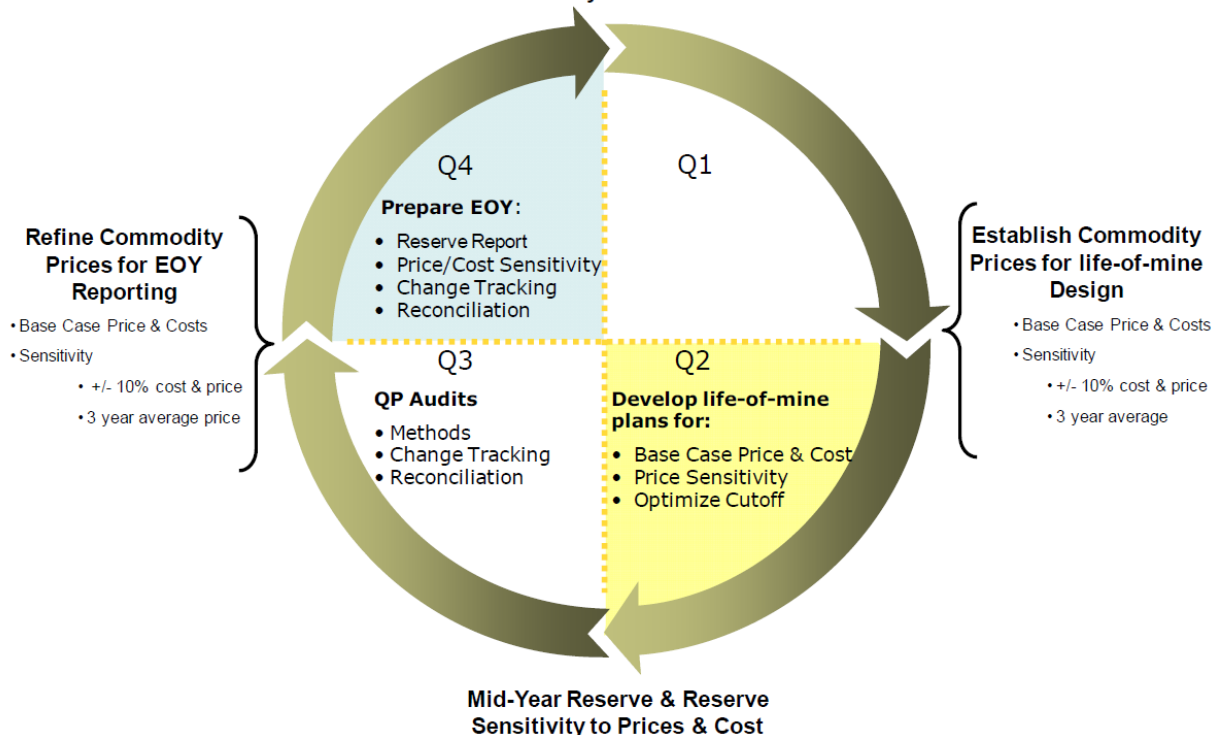 Q4
Prepare EOY:
• Reserve Report
• Price/Cost Sensitivity
• Change Tracking
• Reconciliation
Q1
Refine Commodity
Prices for EOY
Reporting
• Base Case Price & Costs
• Sensitivity
• +/- 10% cost & price
• 3 year average price
Establish Commodity
Prices for life-of-mine
Design
• Base Case Price & Costs
• Sensitivity
• +/- 10% cost & price
• 3 year average
Q3
QP Audits
• Methods
• Change Tracking
• Reconciliation
Q2
Develop life-of-mine
plans for:
• Base Case Price & Cost
• Price Sensitivity
• Optimize Cutoff
Mid-Year Reserve & Reserve
Sensitivity to Prices & Cost